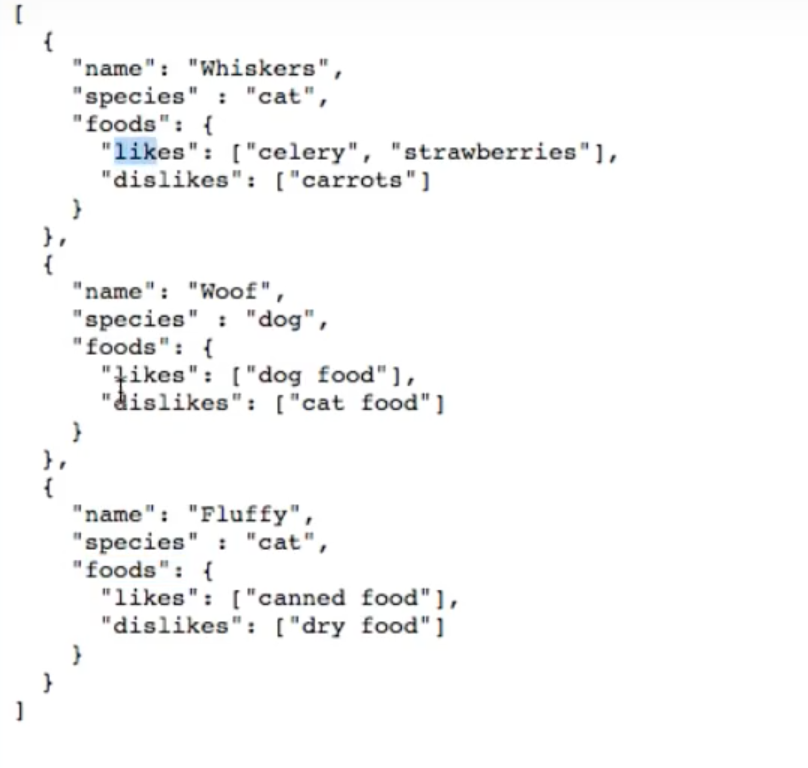 [
  {
    "name": "Whiskers",
    "species" : "cat",
    "foods": {
      "likes": ["celery", "strawberries"],
      "dislikes": ["carrots"]
    }
  },
  {
    "name": "Woof",
    "species" : "dog",
    "foods": {
      "likes": ["dog food"],
      "dislikes": ["cat food"]
    }
  },
  {
    "name": "Fluffy",
    "species" : "cat",
    "foods": {
      "likes": ["canned food"],
      "dislikes": ["dry food"]
    }
  }
]